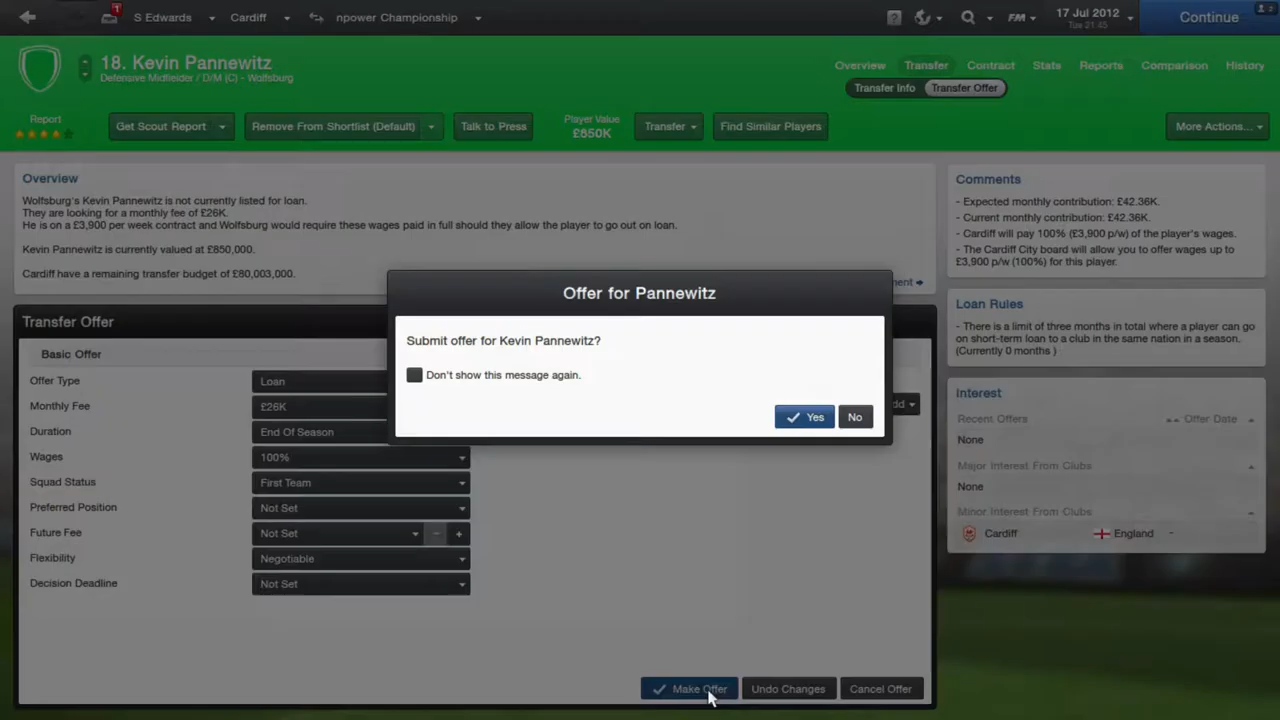 1
S Edwards
Cardiff
npower Championship
?
FM
17 Jul 2012
Tue 21:45
Continue
2
18. Kevin Pannewitz
Defensive Midfielder / D/M (C) - Wolfsburg
Overview
Transfer
Contract
Stats
Reports
Comparison
History
Transfer Info
Transfer Offer
Report
Get Scout Report
Remove From Shortlist (Default)
Talk to Press
Player Value
£850K
Transfer
Find Similar Players
More Actions...
Overview
Wolfsburg's Kevin Pannewitz is not currently listed for loan.
They are looking for a monthly fee of £26K.
He is on a £3,900 per week contract and Wolfsburg would require these wages paid in full should they allow the player to go out on loan.
Kevin Pannewitz is currently valued at £850,000.
Cardiff have a remaining transfer budget of £80,003,000.
Comments
- Expected monthly contribution: £42.36K.
- Current monthly contribution: £42.36K.
- Cardiff will pay 100% (£3,900 p/w) of the player's wages.
- The Cardiff City board will allow you to offer wages up to
£3,900 p/w (100%) for this player.
Loan Rules
- There is a limit of three months in total where a player can
go on short-term loan to a club in the same nation in a season.
(Currently 0 months )
Interest
Recent Offers
Offer Date
None
Major Interest From Clubs
None
Minor Interest From Clubs
Cardiff
England
-
Offer for Pannewitz
Submit offer for Kevin Pannewitz?
Don't show this message again.
Yes
No
Transfer Offer
Basic Offer
Offer Type
Loan
Monthly Fee
£26K
Duration
End Of Season
Wages
100%
Squad Status
First Team
Preferred Position
Not Set
Future Fee
Not Set
- +
Flexibility
Negotiable
Decision Deadline
Not Set
Make Offer
Undo Changes
Cancel Offer